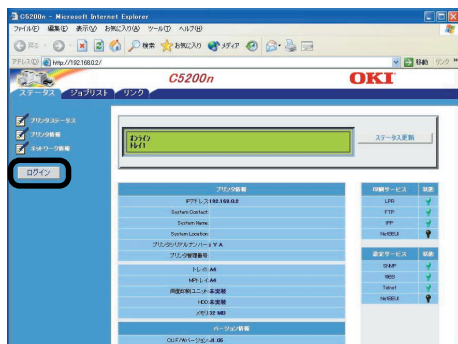 C5200n - Microsoft Internet Explorer
ファイル(F) 編集(E) 表示(V) お気に入り(A) ツール(T) ヘルプ(H)
戻る 検索 お気に入り メディア
アドレス(D) http://192.168.0.2/ 移動 リンク
C5200n OKI
ステータス ジョブリスト リンク
プリンタステータス
プリンタ情報
ネットワーク情報
ログイン
オンライン
トレイ1
ステータス更新
プリンタ情報
IPアドレス:192.168.0.2
System Contact:
System Name:
System Location:
プリンタシリアルナンバー:
プリンタ管理番号:
トレイ1:A4
MPトレイ:A4
両面印刷ユニット:未実装
HDD:未実装
メモリ:32 MB
バージョン情報
印刷サービス 状態
LPR
FTP
IPP
NetBEUI
設定サービス 状態
SNMP
WEB
Telnet
NetBEUI